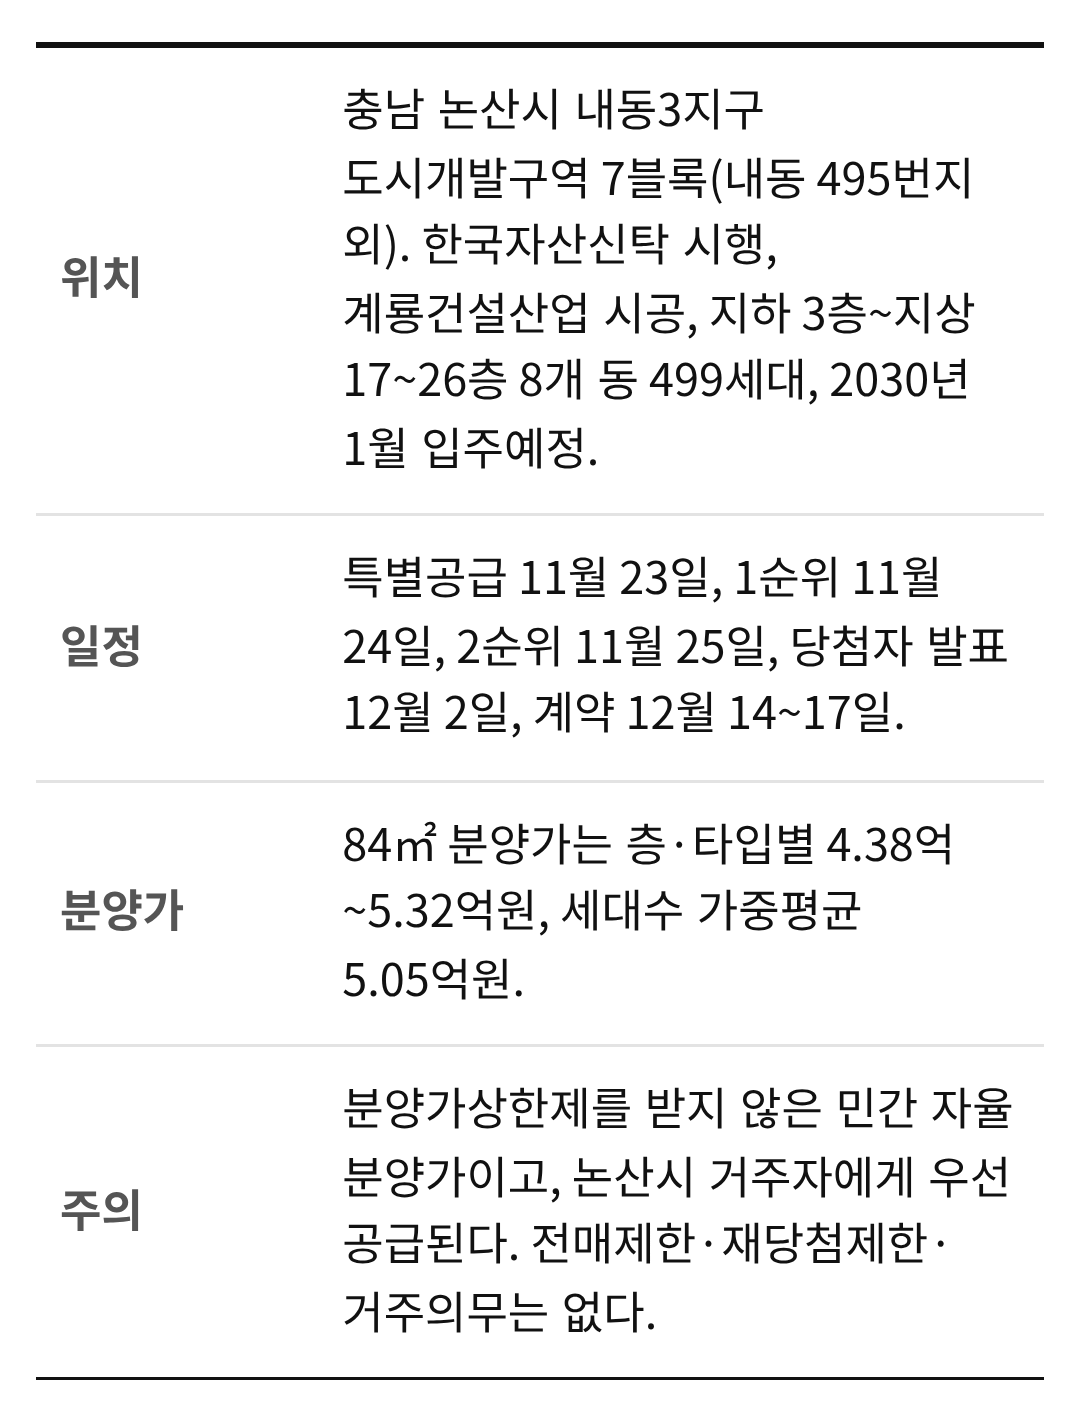 위치
충남 논산시 내동3지구
도시개발구역 7블록(내동 495번지
외). 한국자산신탁 시행,
계룡건설산업 시공, 지하 3층~지상
17~26층 8개 동 499세대, 2030년
1월 입주예정.
일정
특별공급 11월 23일, 1순위 11월
24일, 2순위 11월 25일, 당첨자 발표
12월 2일, 계약 12월 14~17일.
분양가
84㎡ 분양가는 층·타입별 4.38억
~5.32억원, 세대수 가중평균
5.05억원.
주의
분양가상한제를 받지 않은 민간 자율
분양가이고, 논산시 거주자에게 우선
공급된다. 전매제한·재당첨제한·
거주의무는 없다.